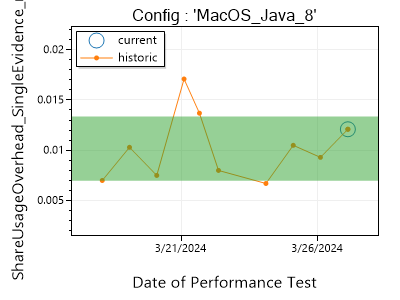 Config : 'MacOS_Java_8'
ShareUsageOverhead_SingleEvidence_
0.02
0.015
0.01
0.005
current
historic
3/21/2024
3/26/2024
Date of Performance Test